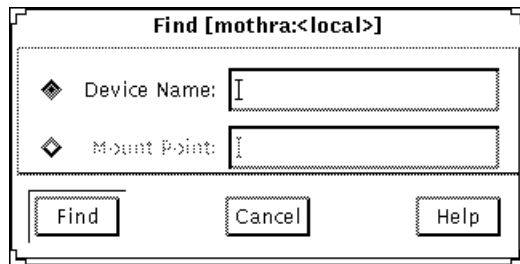 Find [mothra:<local>]
Device Name:
Mount Point:
Find Cancel Help